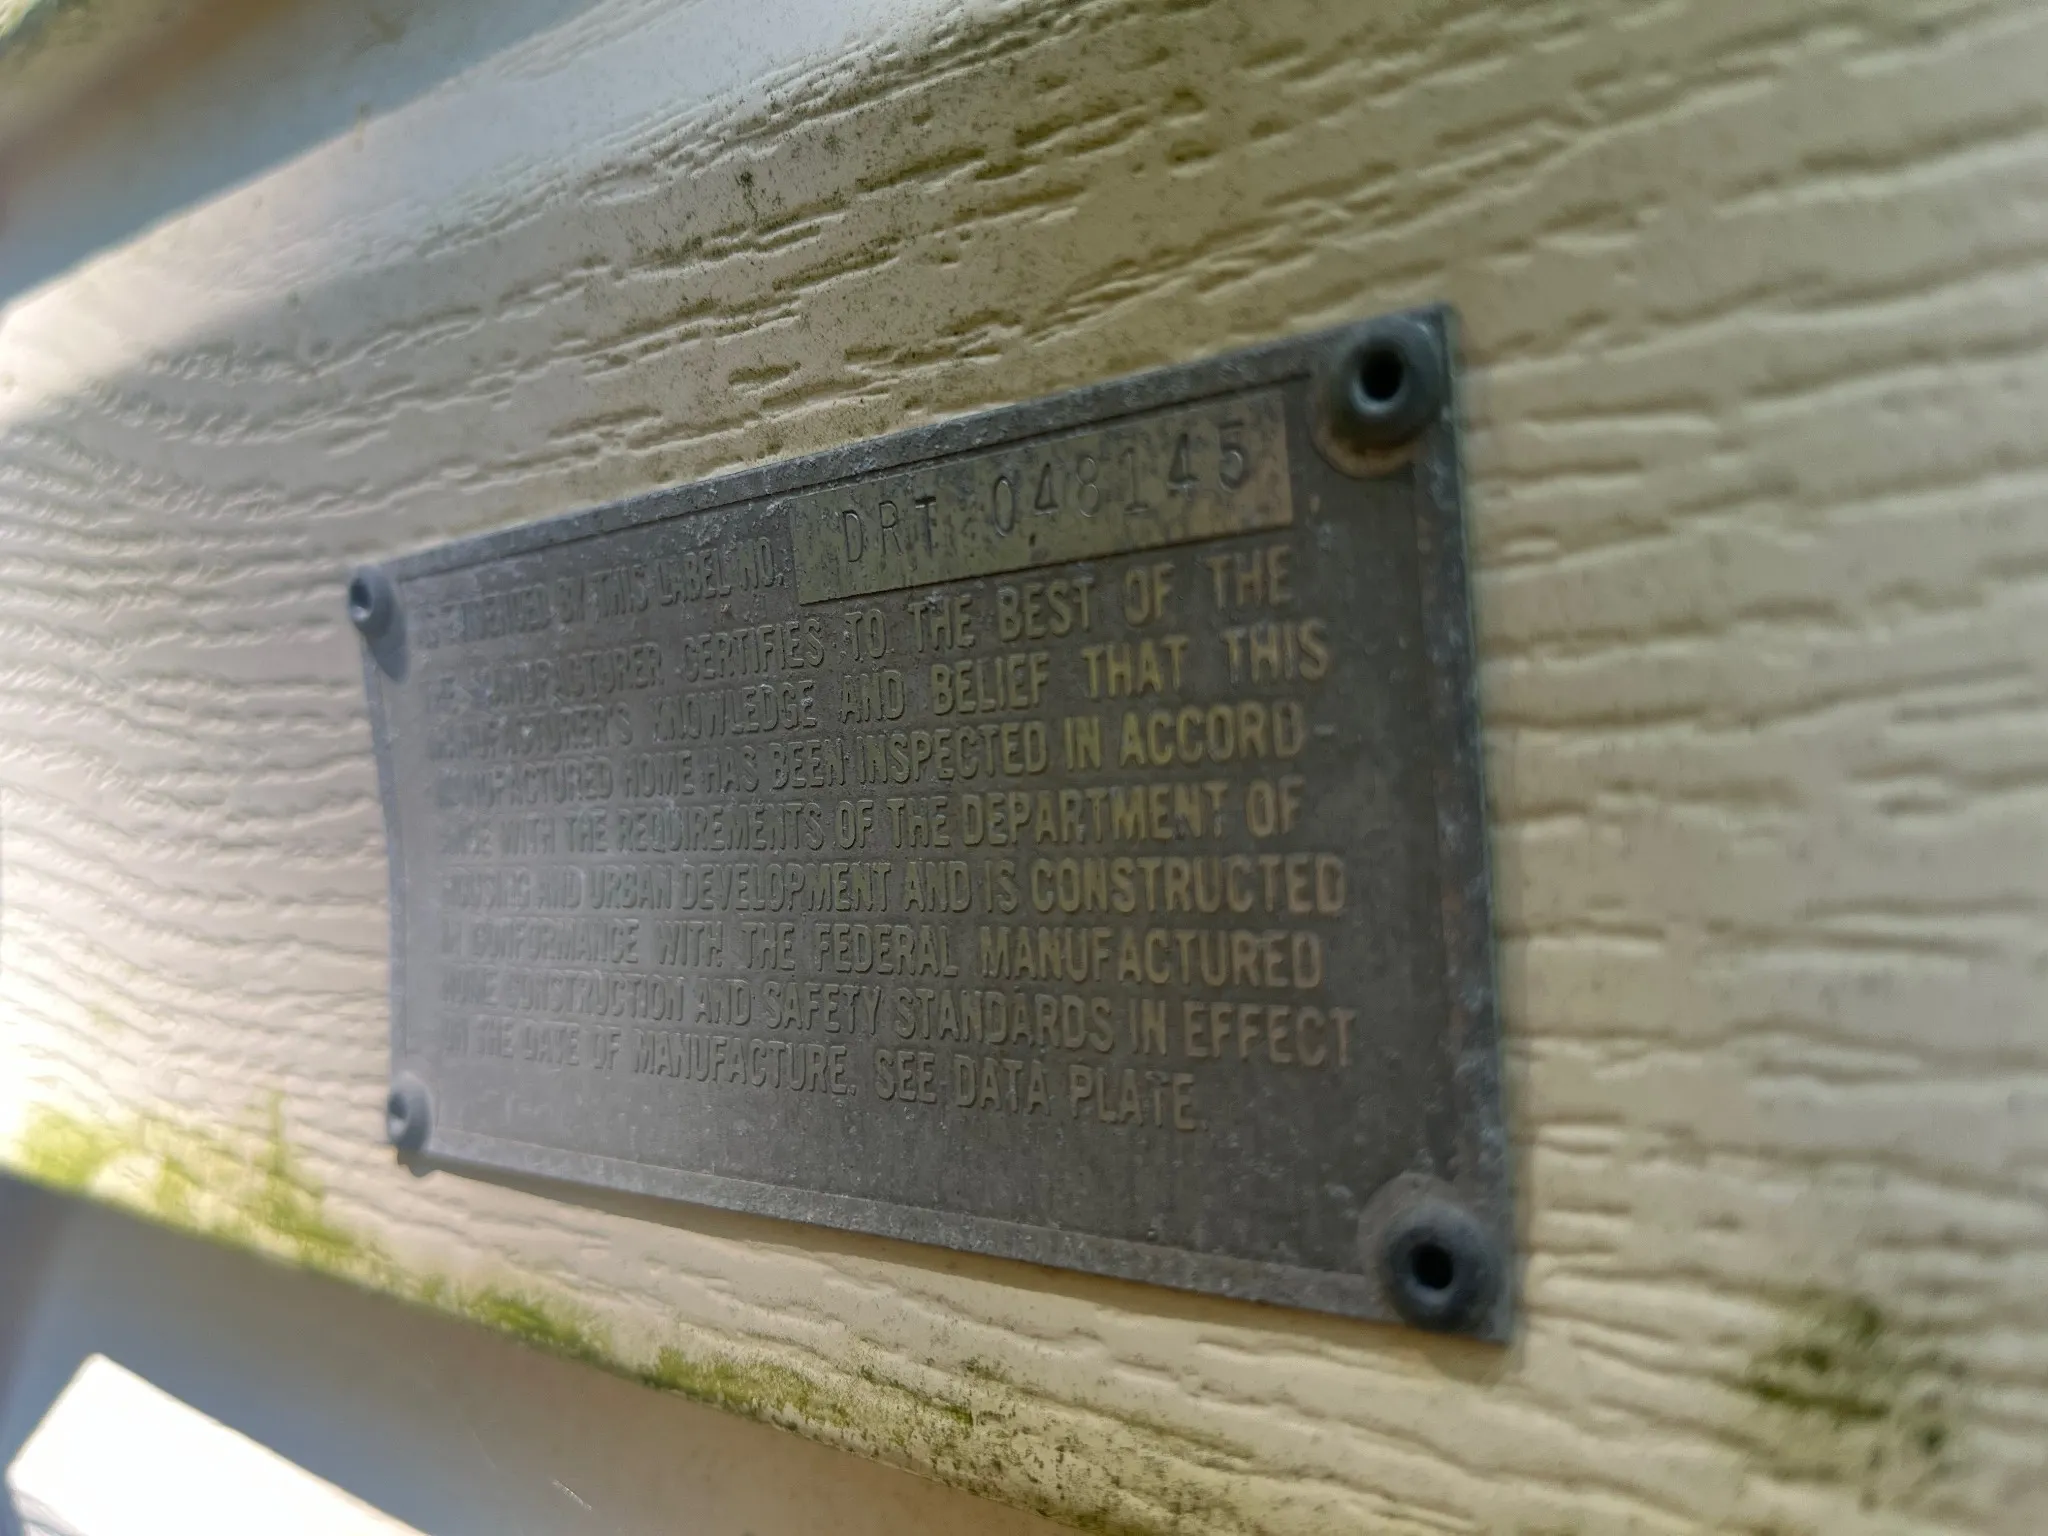 AS EVIDENCED BY THIS LABEL NO. DRT 048145
THE MANUFACTURER CERTIFIES TO THE BEST OF THE
MANUFACTURER'S KNOWLEDGE AND BELIEF THAT THIS
MANUFACTURED HOME HAS BEEN INSPECTED IN ACCORD-
ANCE WITH THE REQUIREMENTS OF THE DEPARTMENT OF
HOUSING AND URBAN DEVELOPMENT AND IS CONSTRUCTED
IN CONFORMANCE WITH THE FEDERAL MANUFACTURED
HOME CONSTRUCTION AND SAFETY STANDARDS IN EFFECT
ON THE DATE OF MANUFACTURE. SEE DATA PLATE.